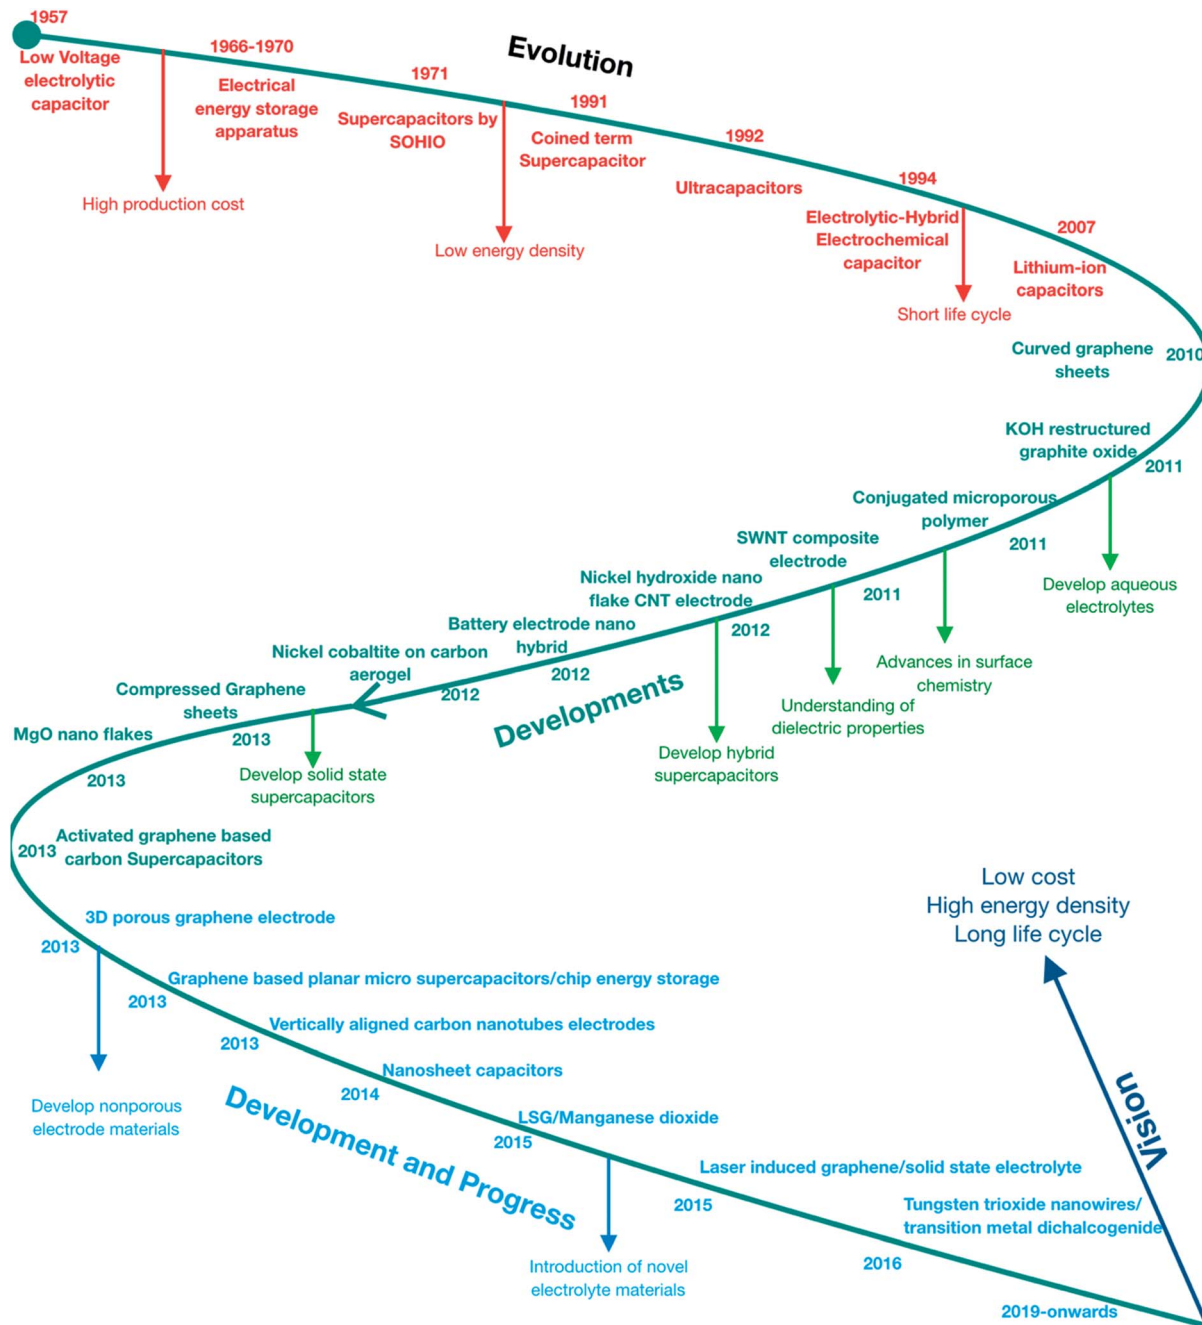 1957
Low Voltage
electrolytic
capacitor
High production cost
1966-1970
Electrical
energy storage
apparatus
Evolution
1971
Supercapacitors by
SOHIO
Low energy density
1991
Coined term
Supercapacitor
1992
Ultracapacitors
1994
Electrolytic-Hybrid
Electrochemical
capacitor
Short life cycle
2007
Lithium-ion
capacitors
Curved graphene
sheets
2010
KOH restructured
graphite oxide
2011
Develop aqueous
electrolytes
Conjugated microporous
polymer
2011
Advances in surface
chemistry
SWNT composite
electrode
2011
Understanding of
dielectric properties
Nickel hydroxide nano
flake CNT electrode
2012
Develop hybrid
supercapacitors
Battery electrode nano
hybrid
2012
Developments
Nickel cobaltite on carbon
aerogel
2012
Compressed Graphene
sheets
2013
Develop solid state
supercapacitors
MgO nano flakes
2013
2013
Activated graphene based
carbon Supercapacitors
3D porous graphene electrode
2013
Develop nonporous
electrode materials
Graphene based planar micro supercapacitors/chip energy storage
2013
Vertically aligned carbon nanotubes electrodes
2013
Nanosheet capacitors
2014
Development and Progress
LSG/Manganese dioxide
2015
Introduction of novel
electrolyte materials
Laser induced graphene/solid state electrolyte
2015
Tungsten trioxide nanowires/
transition metal dichalcogenide
2016
2019-onwards
Vision
Low cost
High energy density
Long life cycle